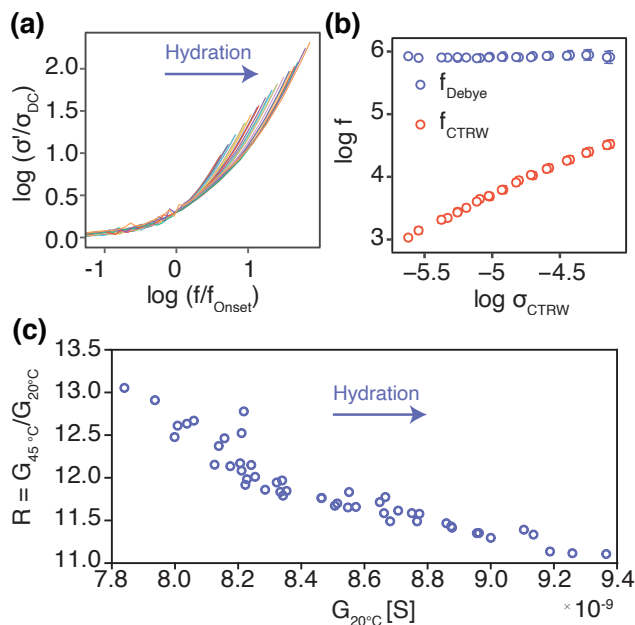 (a)
Hydration
2.0
1.5
1.0
0.5
0.0
log (σ'/σDC)
-1
0
1
log (f/fOnset)
(b)
6
5
4
3
log f
fDebye
fCTRW
−5.5
−5
−4.5
log σCTRW
(c)
13.5
13.0
12.5
12.0
11.5
11.0
R = G45 °C/G20°C
Hydration
7.8
8.0
8.2
8.4
8.6
8.8
9.0
9.2
9.4
G20°C [S]
× 10-9